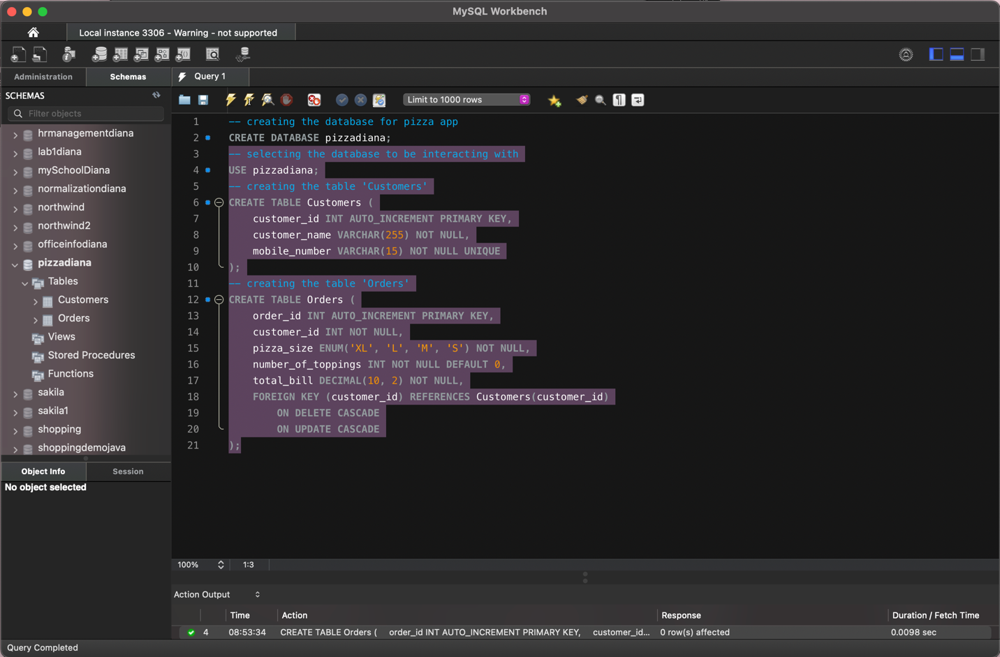 MySQL Workbench
Local instance 3306 - Warning - not supported
Administration
Schemas
Query 1
SCHEMAS
Filter objects
Limit to 1000 rows
hrmanagementdiana
lab1diana
mySchoolDiana
normalizationdiana
northwind
northwind2
officeinfodiana
pizzadiana
Tables
Customers
Orders
Views
Stored Procedures
Functions
sakila
sakila1
shopping
shoppingdemojava
Object Info
Session
No object selected
1 -- creating the database for pizza app
2 CREATE DATABASE pizzadiana;
3 -- selecting the database to be interacting with
4 USE pizzadiana;
5 -- creating the table 'Customers'
6 CREATE TABLE Customers (
7 customer_id INT AUTO_INCREMENT PRIMARY KEY,
8 customer_name VARCHAR(255) NOT NULL,
9 mobile_number VARCHAR(15) NOT NULL UNIQUE
10 );
11 -- creating the table 'Orders'
12 CREATE TABLE Orders (
13 order_id INT AUTO_INCREMENT PRIMARY KEY,
14 customer_id INT NOT NULL,
15 pizza_size ENUM('XL', 'L', 'M', 'S') NOT NULL,
16 number_of_toppings INT NOT NULL DEFAULT 0,
17 total_bill DECIMAL(10, 2) NOT NULL,
18 FOREIGN KEY (customer_id) REFERENCES Customers(customer_id)
19 ON DELETE CASCADE
20 ON UPDATE CASCADE
21 );
100% 1:3
Action Output
Time Action Response Duration / Fetch Time
4 08:53:34 CREATE TABLE Orders ( order_id INT AUTO_INCREMENT PRIMARY KEY, customer_id... 0 row(s) affected 0.0098 sec
Query Completed